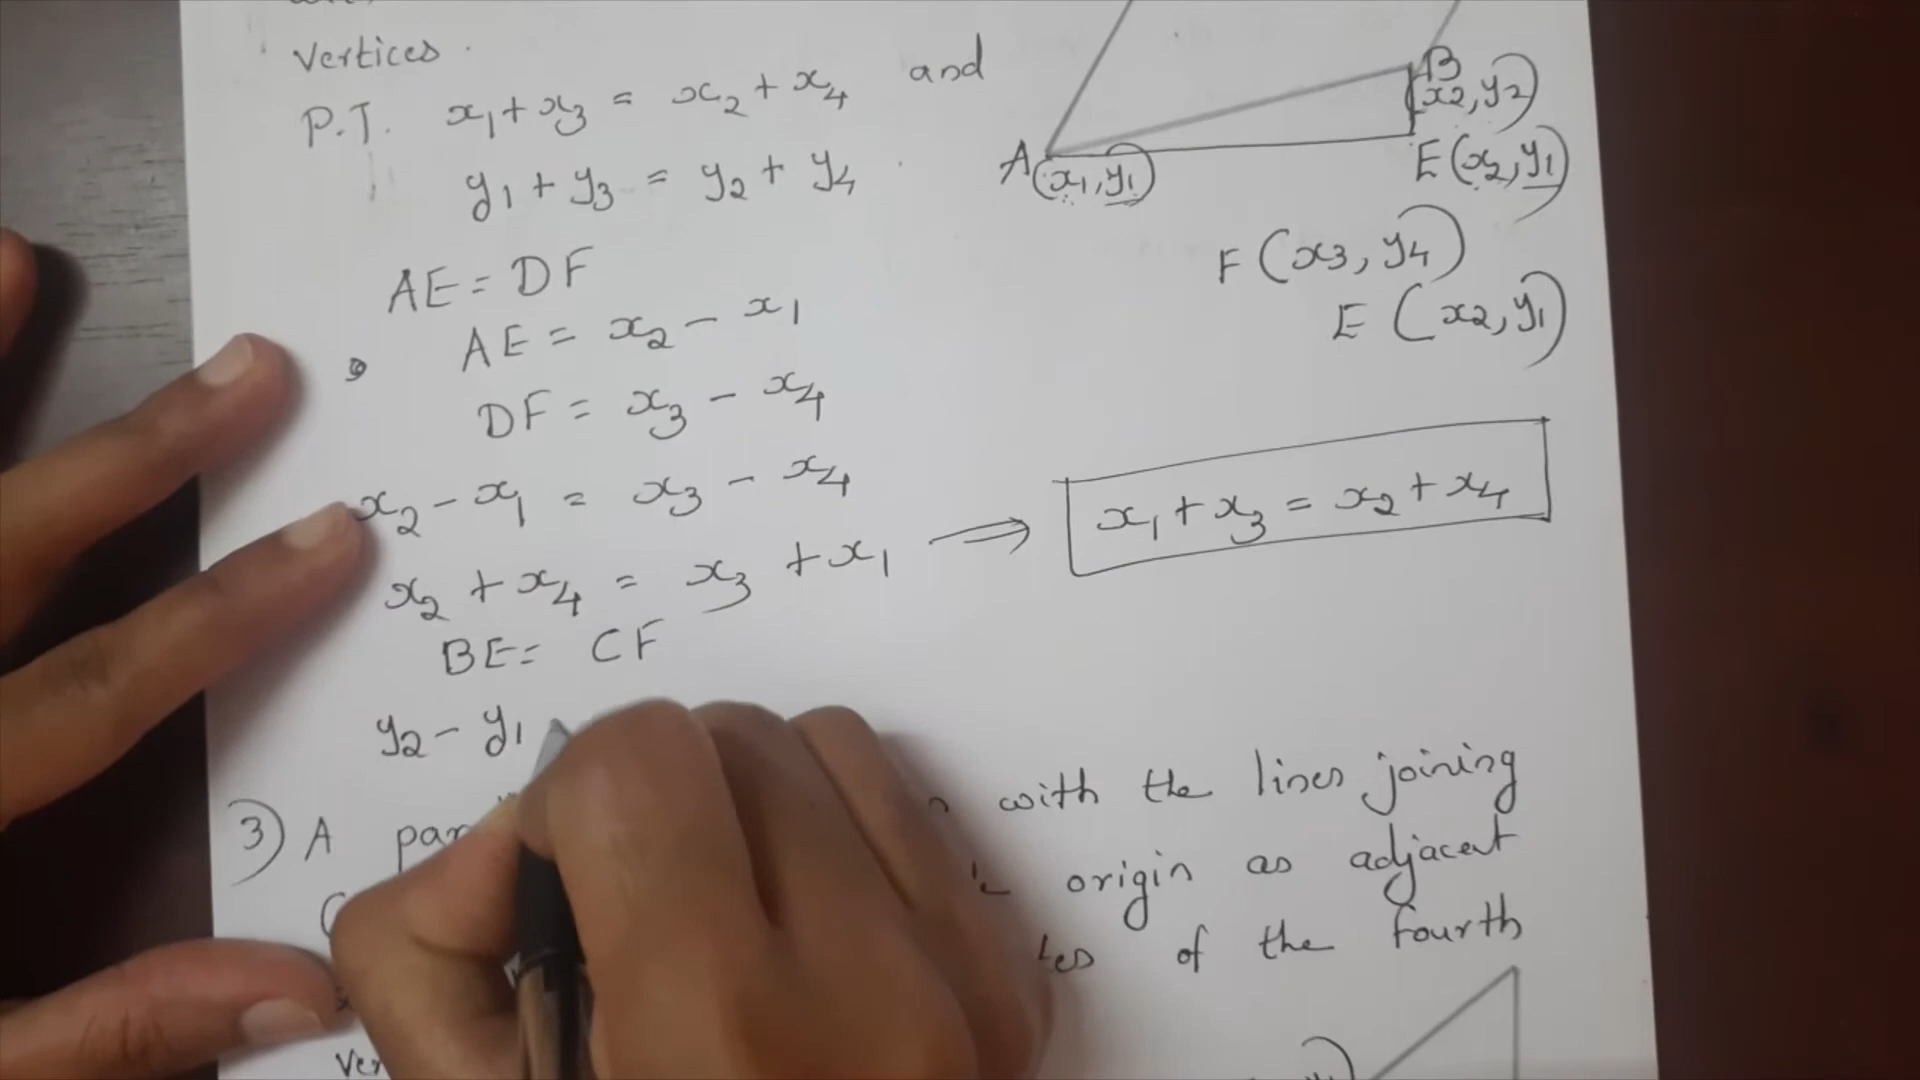 Vertices.
P.T. x₁ + x₃ = x₂ + x₄ and
y₁ + y₃ = y₂ + y₄.
B
(x₂, y₂)
A(x₁, y₁)
E(x₂, y₁)
F(x₃, y₄)
E(x₂, y₁)
AE = DF
AE = x₂ - x₁
DF = x₃ - x₄
x₂ - x₁ = x₃ - x₄
x₂ + x₄ = x₃ + x₁ ⟹ x₁ + x₃ = x₂ + x₄
BE = CF
y₂ - y₁
3) A with the lines joining
origin as adjacent
of the fourth